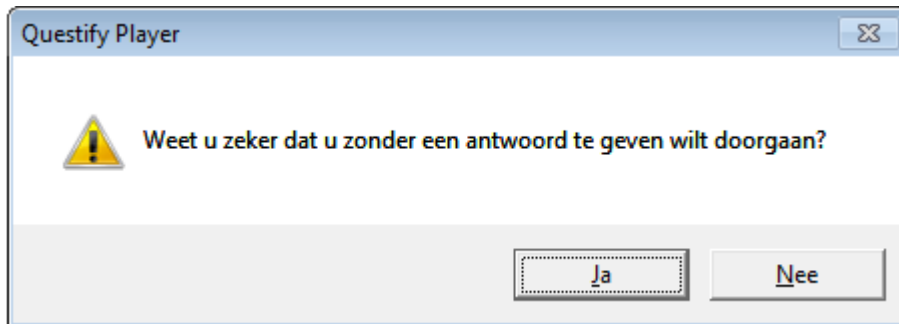 Questify Player
Weet u zeker dat u zonder een antwoord te geven wilt doorgaan?
Ja
Nee